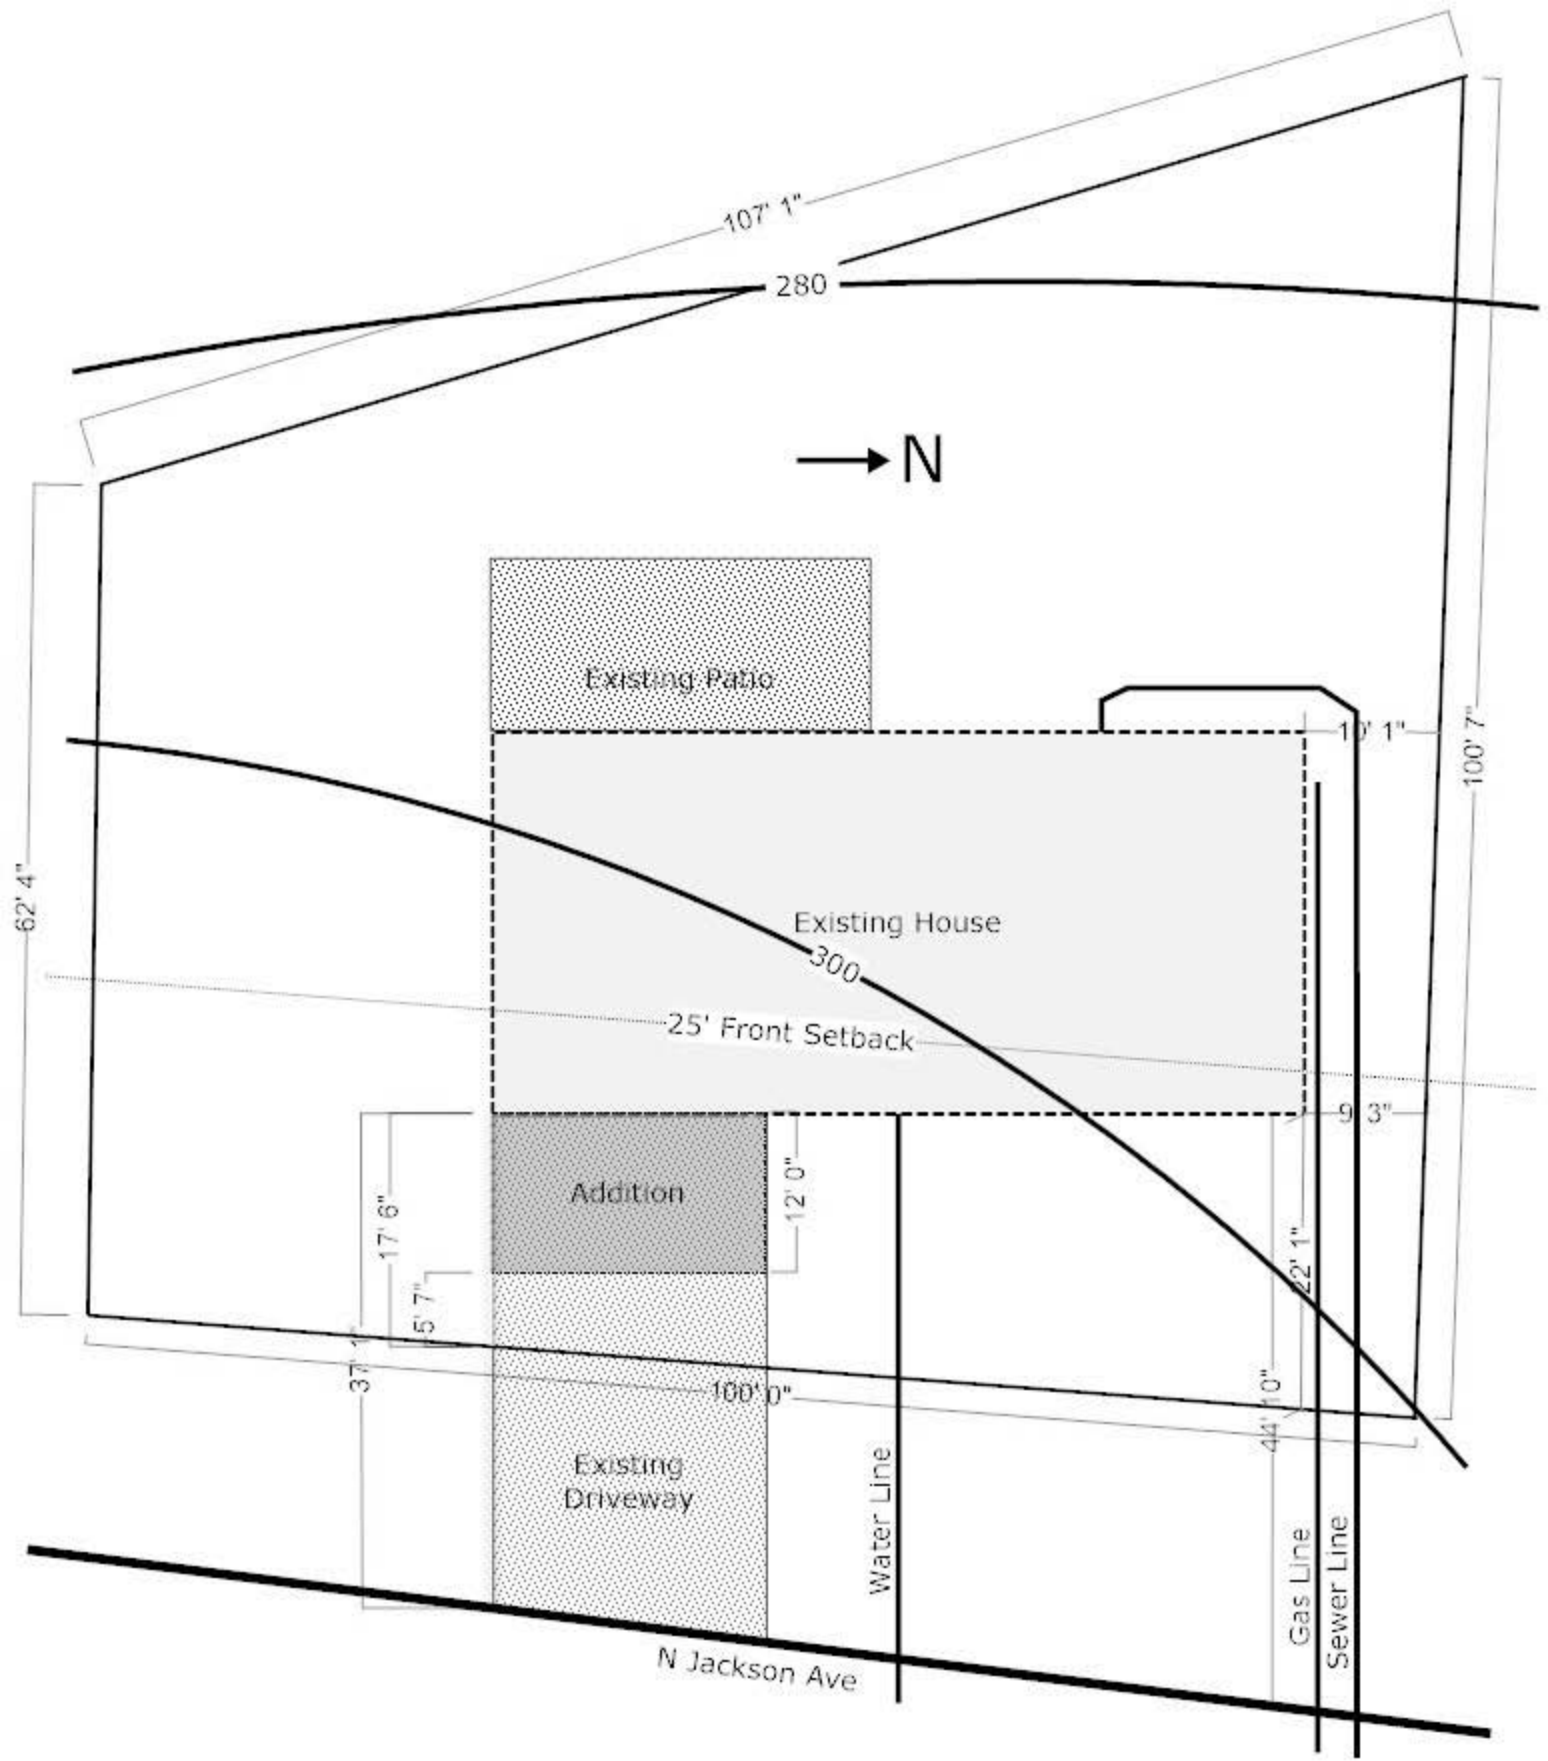 107' 1"
280
N
Existing Patio
10' 1"
100' 7"
62' 4"
Existing House
300
25' Front Setback
9' 3"
Addition
12' 0"
17' 6"
5' 7"
22' 1"
37' 1"
100' 0"
44' 10"
Existing
Driveway
Water Line
Gas Line
Sewer Line
N Jackson Ave